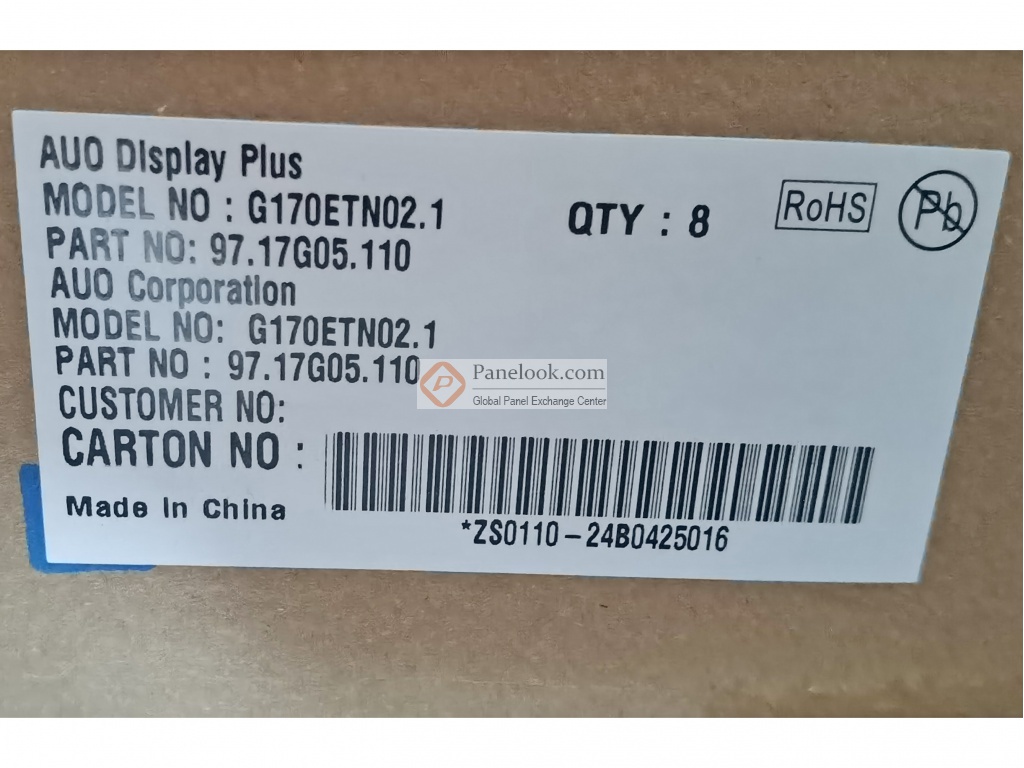 AUO Display Plus
MODEL NO : G170ETN02.1
QTY : 8
RoHS
Pb
PART NO: 97.17G05.110
AUO Corporation
MODEL NO: G170ETN02.1
PART NO : 97.17G05.110
Panelook.com
Global Panel Exchange Center
CUSTOMER NO:
CARTON NO :
*ZS0110-24B0425016
Made in China